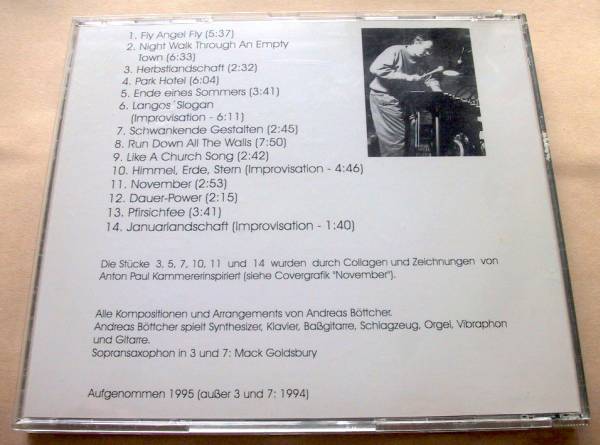 1. Fly Angel Fly (5:37)
2. Night Walk Through An Empty
Town (6:33)
3. Herbstlandschaft (2:32)
4. Park Hotel (6:04)
5. Ende eines Sommers (3:41)
6. Langos´Slogan
(Improvisation - 6:11)
7. Schwankende Gestalten (2:45)
8. Run Down All The Walls (7:50)
9. Like A Church Song (2:42)
10. Himmel, Erde, Stern (Improvisation - 4:46)
11. November (2:53)
12. Dauer-Power (2:15)
13. Pfirsichfee (3:41)
14. Januarlandschaft (Improvisation - 1:40)
Die Stücke 3, 5, 7, 10, 11 und 14 wurden durch Collagen und Zeichnungen von
Anton Paul Kammererinspiriert (siehe Covergrafik "November").
Alle Kompositionen und Arrangements von Andreas Böttcher.
Andreas Böttcher spielt Synthesizer, Klavier, Baßgitarre, Schlagzeug, Orgel, Vibraphon
und Gitarre.
Sopransaxophon in 3 und 7: Mack Goldsbury
Aufgenommen 1995 (außer 3 und 7: 1994)